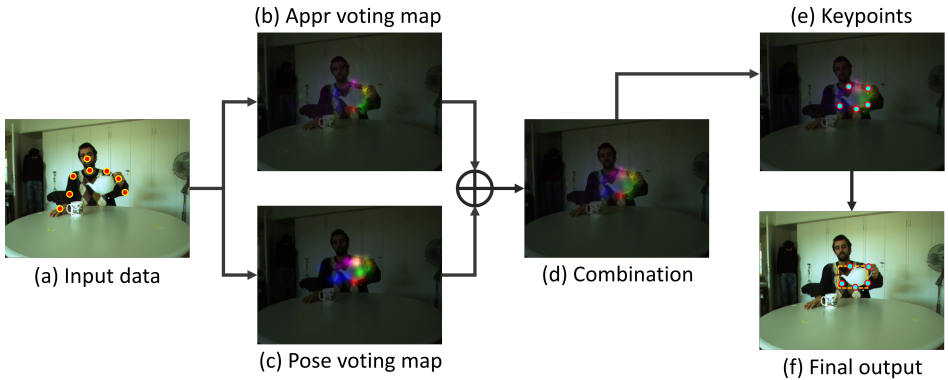 (b) Appr voting map
(e) Keypoints
(a) Input data
(d) Combination
(c) Pose voting map
(f) Final output